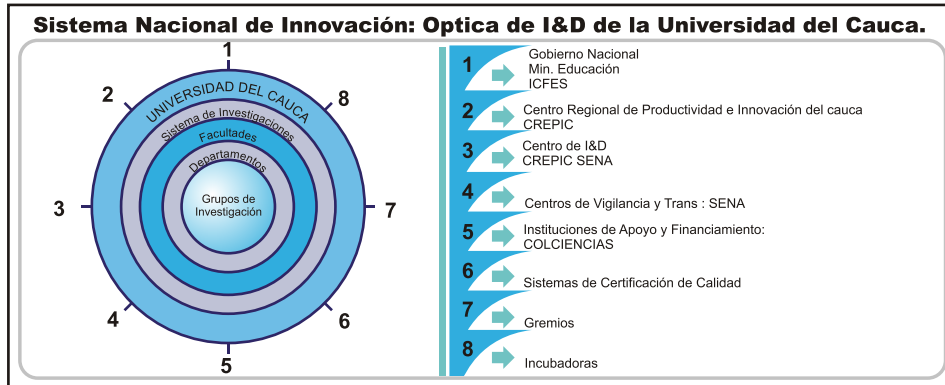 Sistema Nacional de Innovación: Optica de I&D de la Universidad del Cauca.
1
2
8
3
7
4
6
5
UNIVERSIDAD DEL CAUCA
Sistema de Investigaciones
Facultades
Departamentos
Grupos de
Investigación
1
Gobierno Nacional
Min. Educación
ICFES
2
Centro Regional de Productividad e Innovación del cauca
CREPIC
3
Centro de I&D
CREPIC SENA
4
Centros de Vigilancia y Trans : SENA
5
Instituciones de Apoyo y Financiamiento:
COLCIENCIAS
6
Sistemas de Certificación de Calidad
7
Gremios
8
Incubadoras